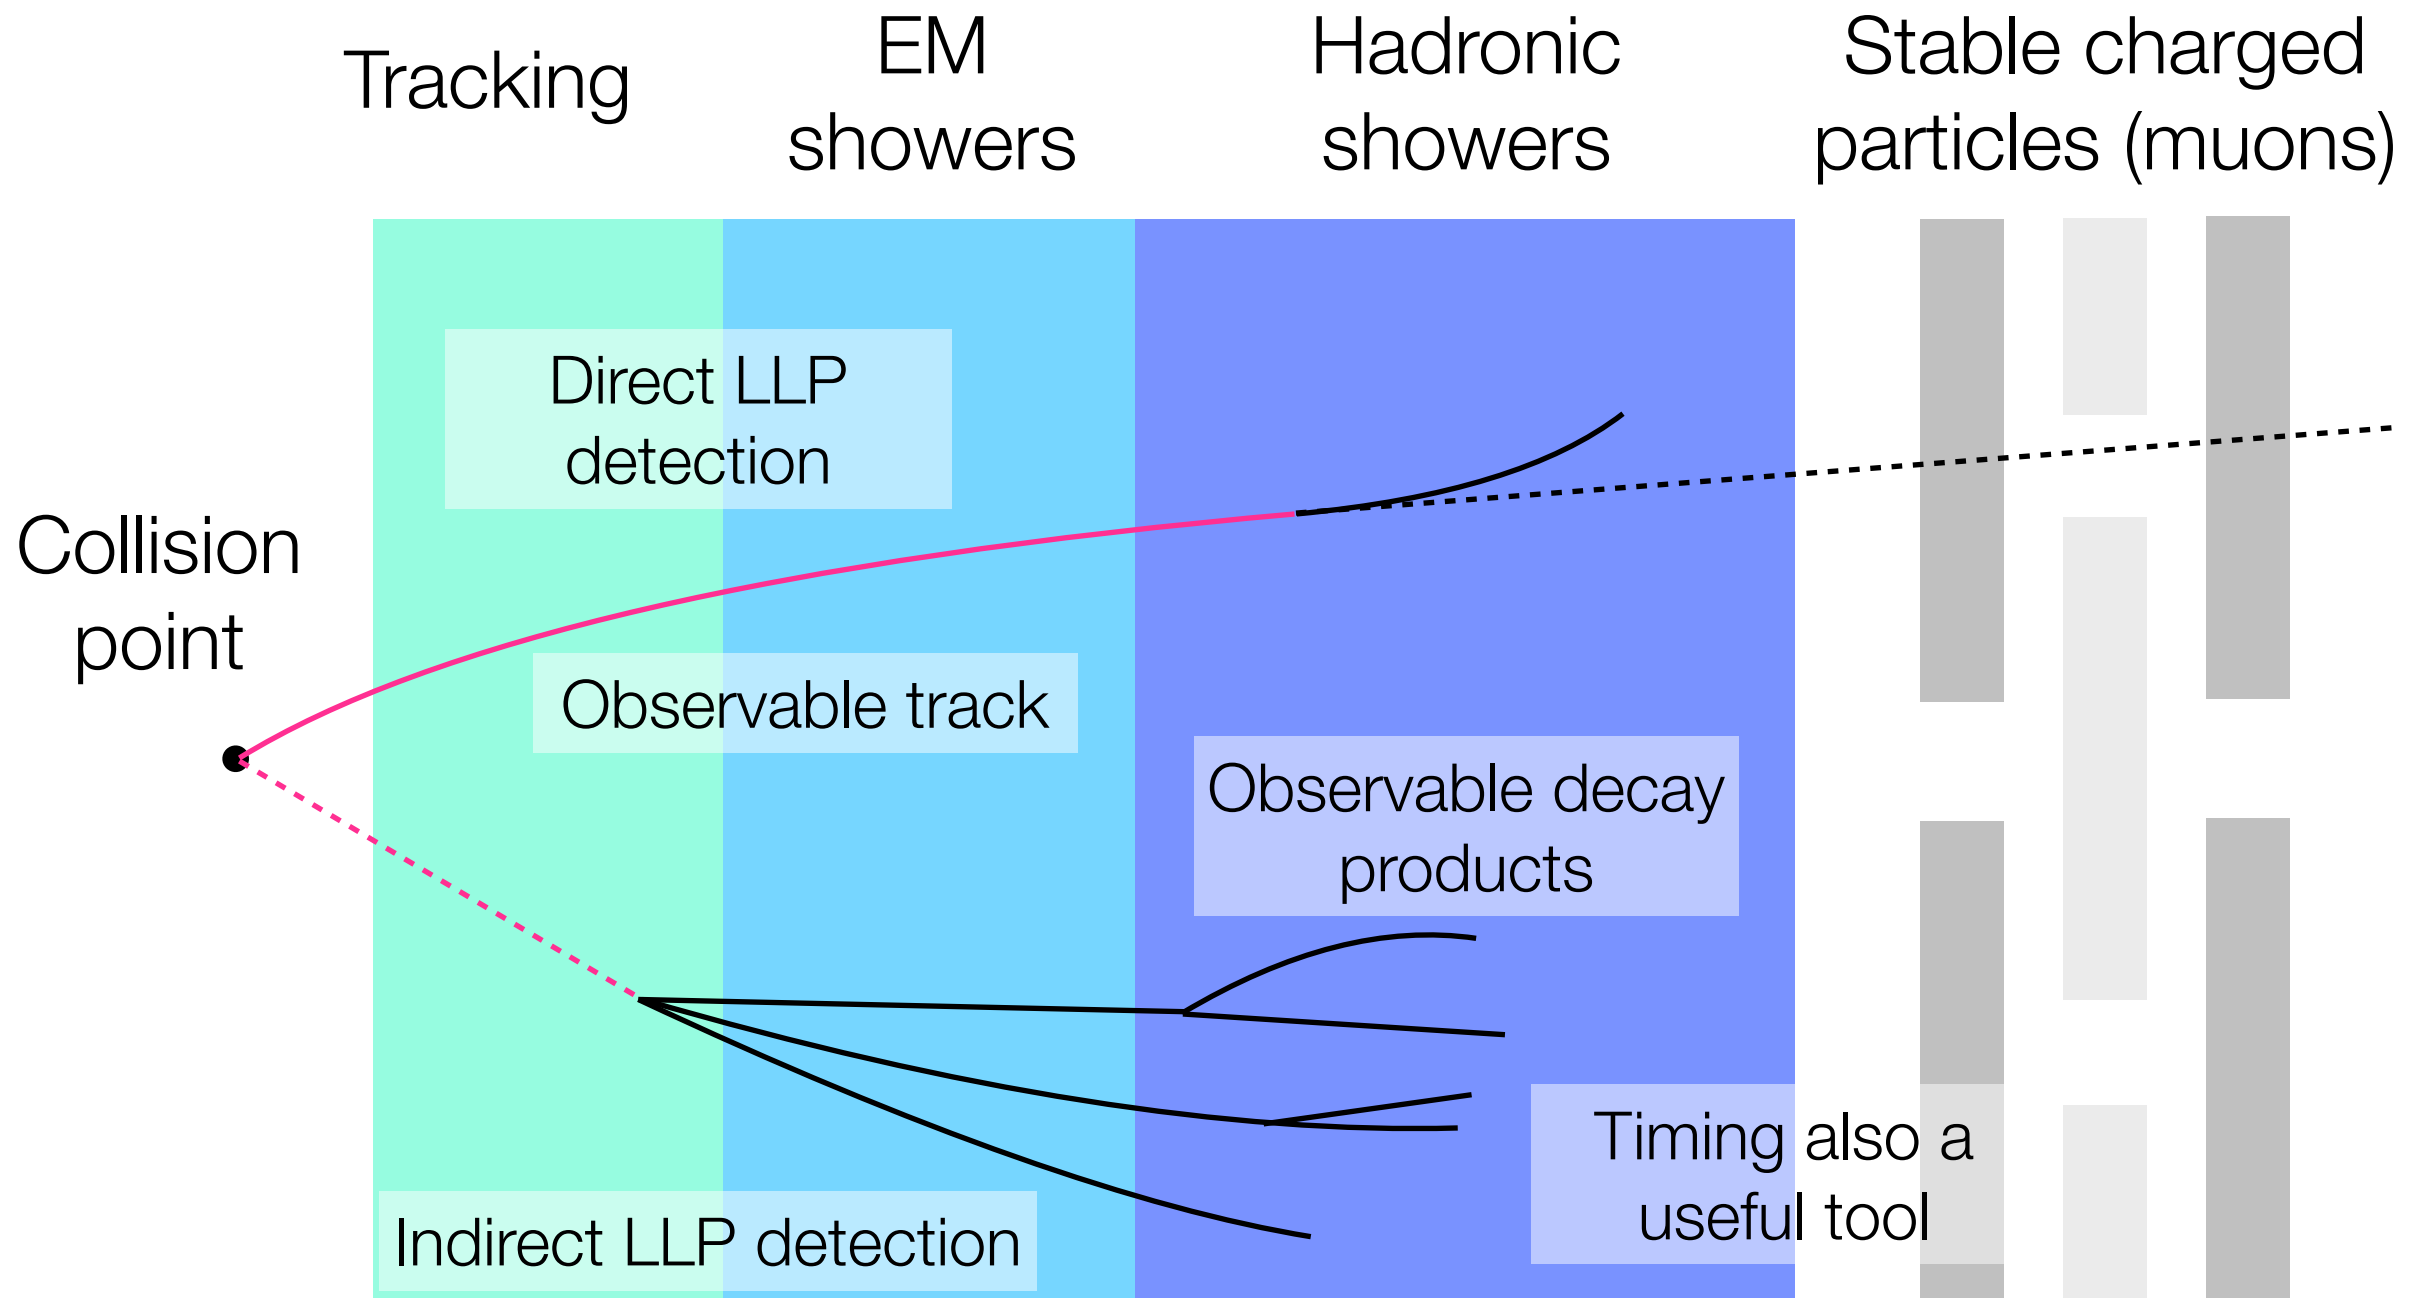 Tracking
EM
showers
Hadronic
showers
Stable charged
particles (muons)
Direct LLP
detection
Collision
point
Observable track
Observable decay
products
Timing also a
useful tool
Indirect LLP detection